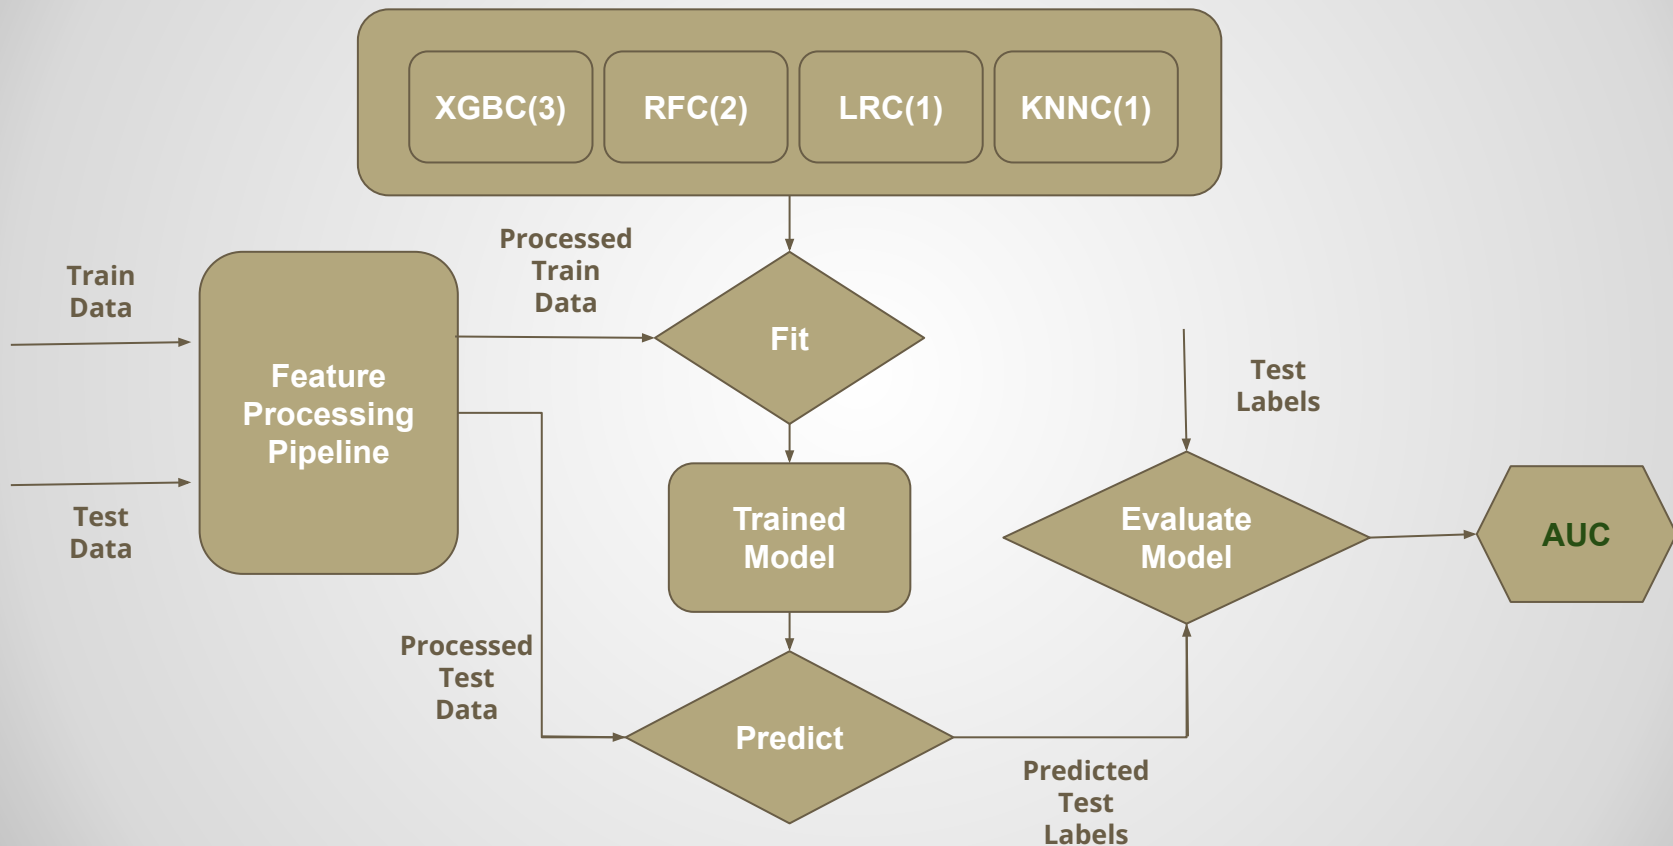 XGBC(3)
RFC(2)
LRC(1)
KNNC(1)
Processed
Train
Data
Train
Data
Fit
Feature
Processing
Pipeline
Test
Labels
Test
Data
Trained
Model
Evaluate
Model
AUC
Processed
Test
Data
Predict
Predicted
Test
Labels